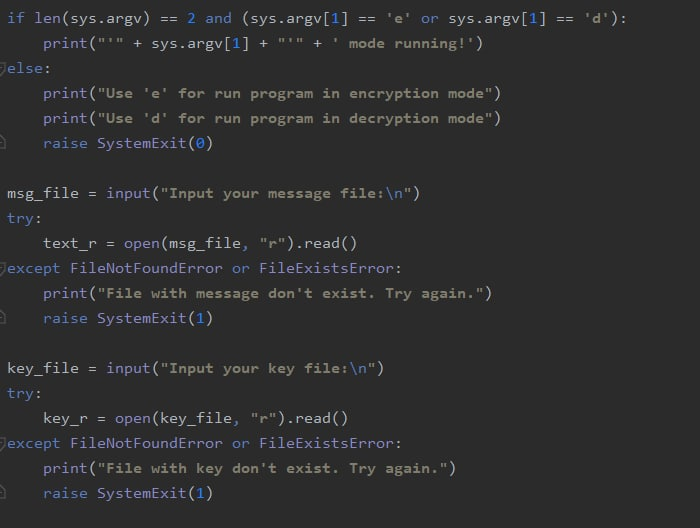 if len(sys.argv) == 2 and (sys.argv[1] == 'e' or sys.argv[1] == 'd'):
    print("'" + sys.argv[1] + "'" + ' mode running!')
else:
    print("Use 'e' for run program in encryption mode")
    print("Use 'd' for run program in decryption mode")
    raise SystemExit(0)

msg_file = input("Input your message file:\n")
try:
    text_r = open(msg_file, "r").read()
except FileNotFoundError or FileExistsError:
    print("File with message don't exist. Try again.")
    raise SystemExit(1)

key_file = input("Input your key file:\n")
try:
    key_r = open(key_file, "r").read()
except FileNotFoundError or FileExistsError:
    print("File with key don't exist. Try again.")
    raise SystemExit(1)